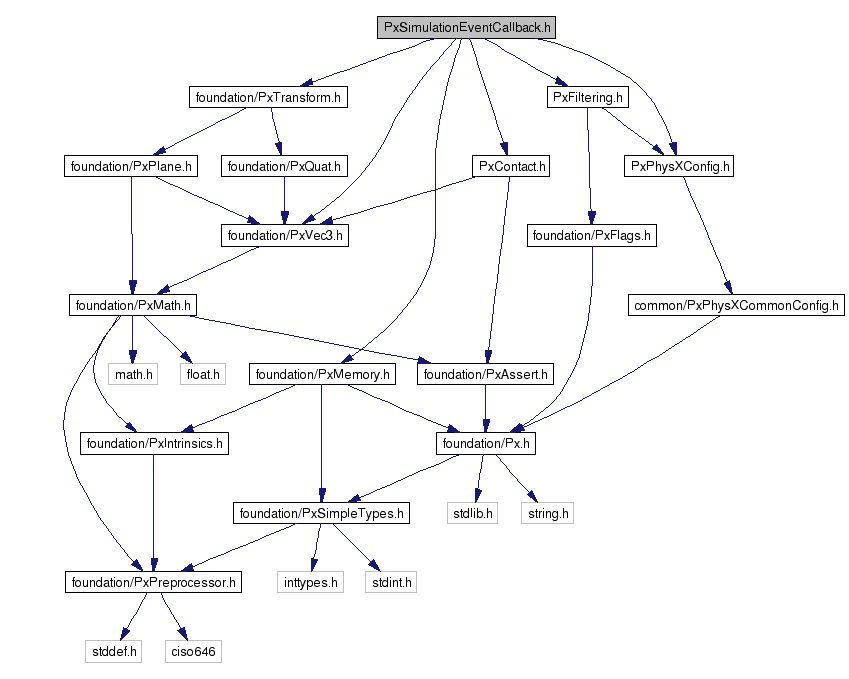 PxSimulationEventCallback.h
foundation/PxTransform.h
PxFiltering.h
foundation/PxPlane.h
foundation/PxQuat.h
PxContact.h
PxPhysXConfig.h
foundation/PxVec3.h
foundation/PxFlags.h
foundation/PxMath.h
common/PxPhysXCommonConfig.h
math.h
float.h
foundation/PxMemory.h
foundation/PxAssert.h
foundation/PxIntrinsics.h
foundation/Px.h
foundation/PxSimpleTypes.h
stdlib.h
string.h
foundation/PxPreprocessor.h
inttypes.h
stdint.h
stddef.h
ciso646